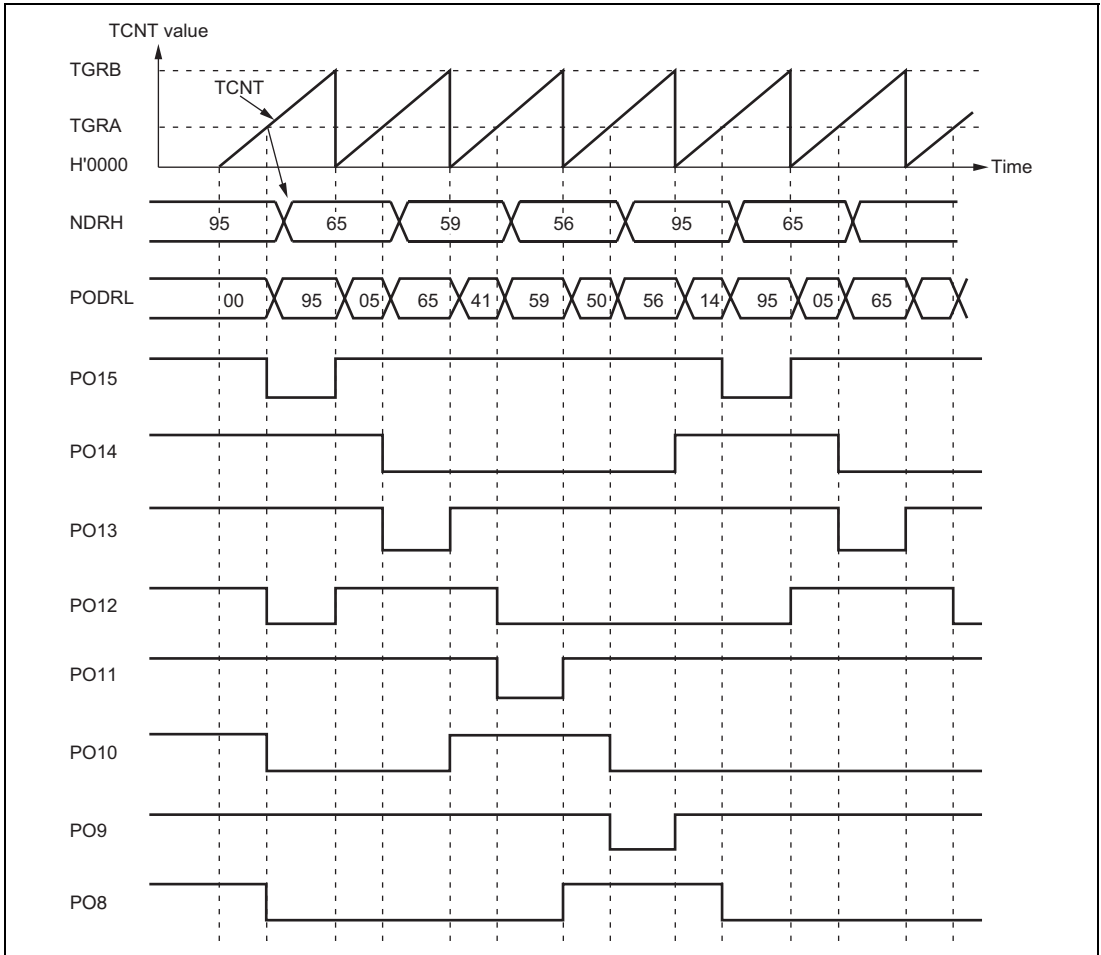 TCNT value
TGRB
TCNT
TGRA
H'0000
Time
NDRH 95 65 59 56 95 65
PODRL 00 95 05 65 41 59 50 56 14 95 05 65
PO15
PO14
PO13
PO12
PO11
PO10
PO9
PO8